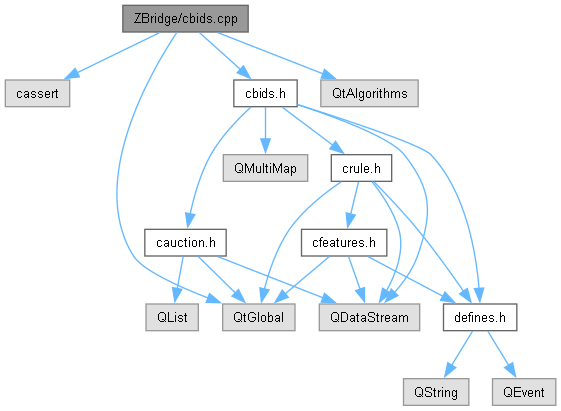 ZBridge/cbids.cpp
cassert
cbids.h
QtAlgorithms
QMultiMap
crule.h
cauction.h
cfeatures.h
QList
QtGlobal
QDataStream
defines.h
QString
QEvent